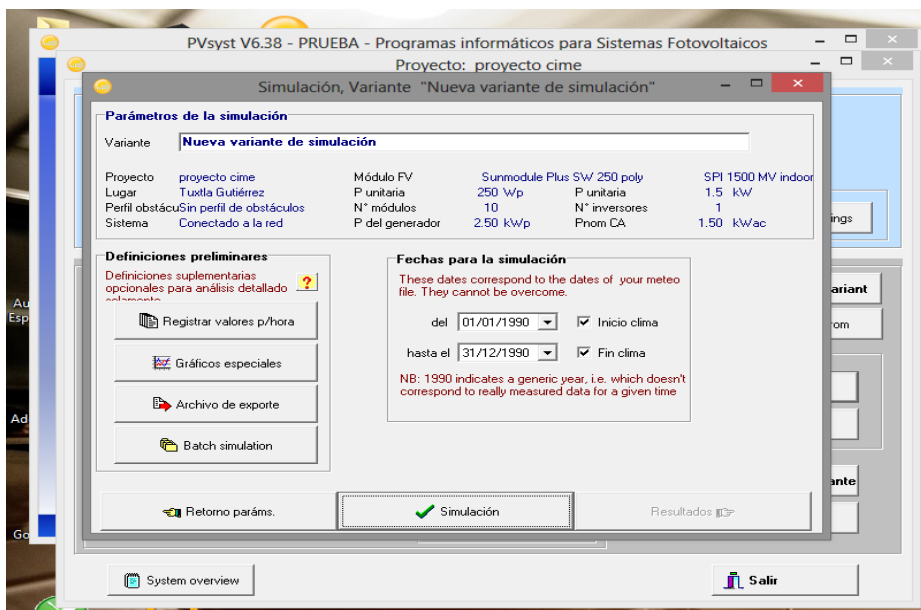 PVsyst V6.38 - PRUEBA - Programas informáticos para Sistemas Fotovoltaicos
Proyecto: proyecto cime
Simulación, Variante "Nueva variante de simulación"
Parámetros de la simulación
Variante Nueva variante de simulación
Proyecto proyecto cime Módulo FV Sunmodule Plus SW 250 poly SPI 1500 MV indoor
Lugar Tuxtla Gutiérrez P unitaria 250 Wp P unitaria 1.5 kW
Perfil obstácu Sin perfil de obstáculos N° módulos 10 N° inversores 1
Sistema Conectado a la red P del generador 2.50 kWp Pnom CA 1.50 kWac
ings
Definiciones preliminares
Definiciones suplementarias
opcionales para análisis detallado ?
solamente
Registrar valores p/hora
Gráficos especiales
Archivo de exporte
Batch simulation
Fechas para la simulación
These dates correspond to the dates of your meteo
file. They cannot be overcome.
del 01/01/1990 Inicio clima
hasta el 31/12/1990 Fin clima
NB: 1990 indicates a generic year, i.e. which doesn't
correspond to really measured data for a given time
ariant
rom
ante
Au
Esp
Ad
Go
Retorno paráms. Simulación Resultados
System overview Salir